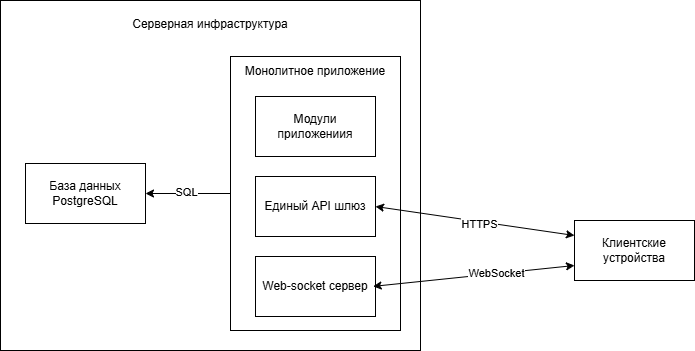 Серверная инфраструктура
Монолитное приложение
Модули
приложениия
База данных
PostgreSQL
SQL
Единый API шлюз
HTTPS
Клиентские
устройства
WebSocket
Web-socket сервер